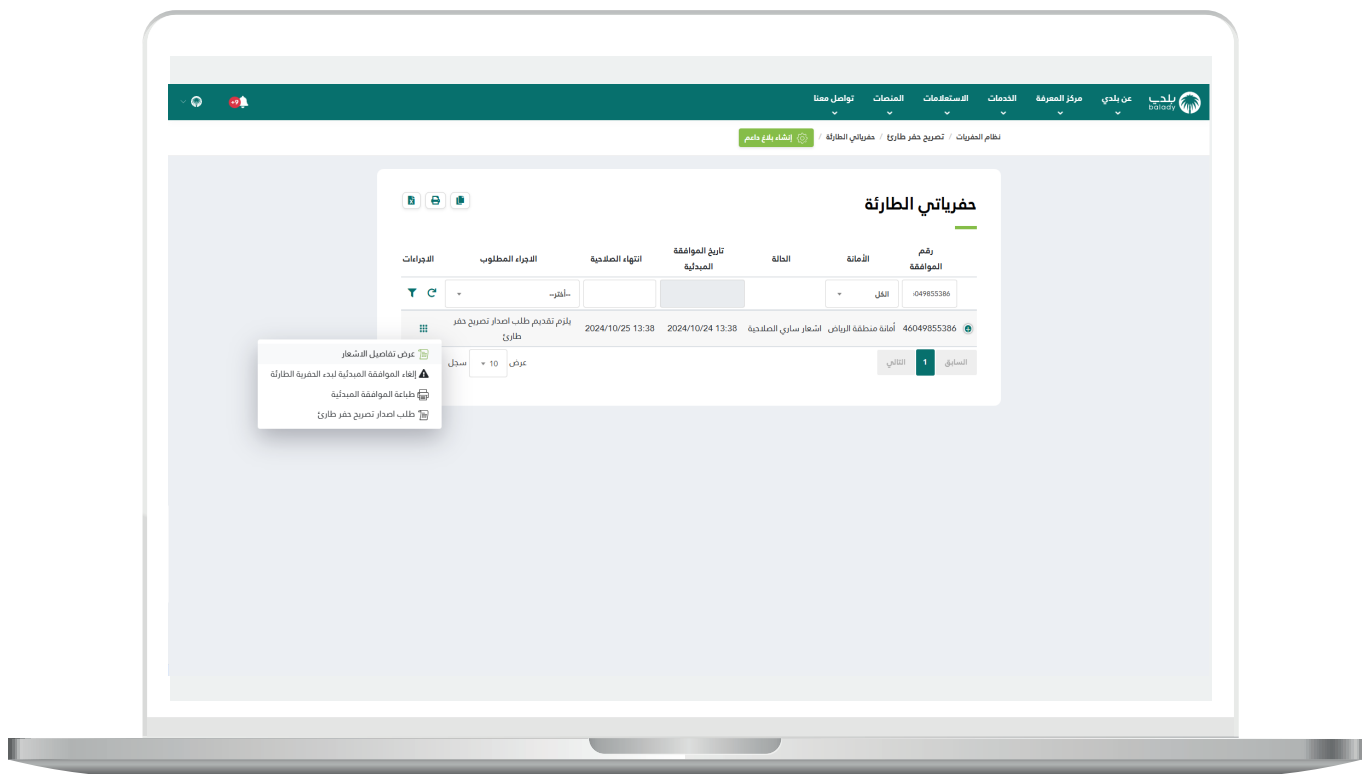 بلدي
balady
عن بلدي
مركز المعرفة
الخدمات
الاستعلامات
المنصات
تواصل معنا
+9
نظام الحفريات / تصريح حفر طارئ / حفرياتي الطارئة /
إنشاء بلاغ داعم
حفرياتي الطارئة
رقم الموافقة
الأمانة
الحالة
تاريخ الموافقة المبدئية
انتهاء الصلاحية
الاجراء المطلوب
الاجراءات
049855386
الكل
--أختر--
46049855386
أمانة منطقة الرياض
اشعار ساري الصلاحية
2024/10/24 13:38
2024/10/25 13:38
يلزم تقديم طلب اصدار تصريح حفر
طارئ
السابق
1
التالي
عرض 10 سجل
عرض تفاصيل الاشعار
إلغاء الموافقة المبدئية لبدء الحفرية الطارئة
طباعة الموافقة المبدئية
طلب اصدار تصريح حفر طارئ